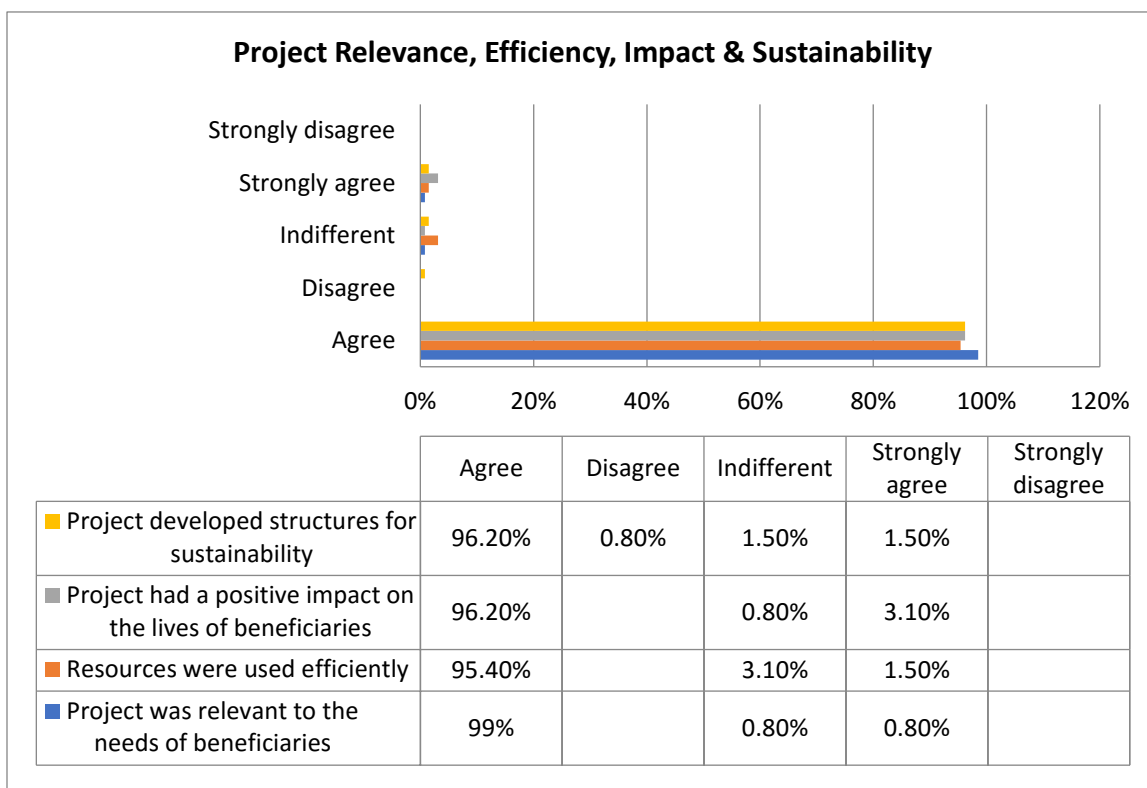 Project Relevance, Efficiency, Impact & Sustainability
Strongly disagree
Strongly agree
Indifferent
Disagree
Agree
0% 20% 40% 60% 80% 100% 120%
Agree Disagree Indifferent Strongly agree Strongly disagree
Project developed structures for
sustainability
96.20% 0.80% 1.50% 1.50%
Project had a positive impact on
the lives of beneficiaries
96.20% 0.80% 3.10%
Resources were used efficiently 95.40% 3.10% 1.50%
Project was relevant to the
needs of beneficiaries
99% 0.80% 0.80%